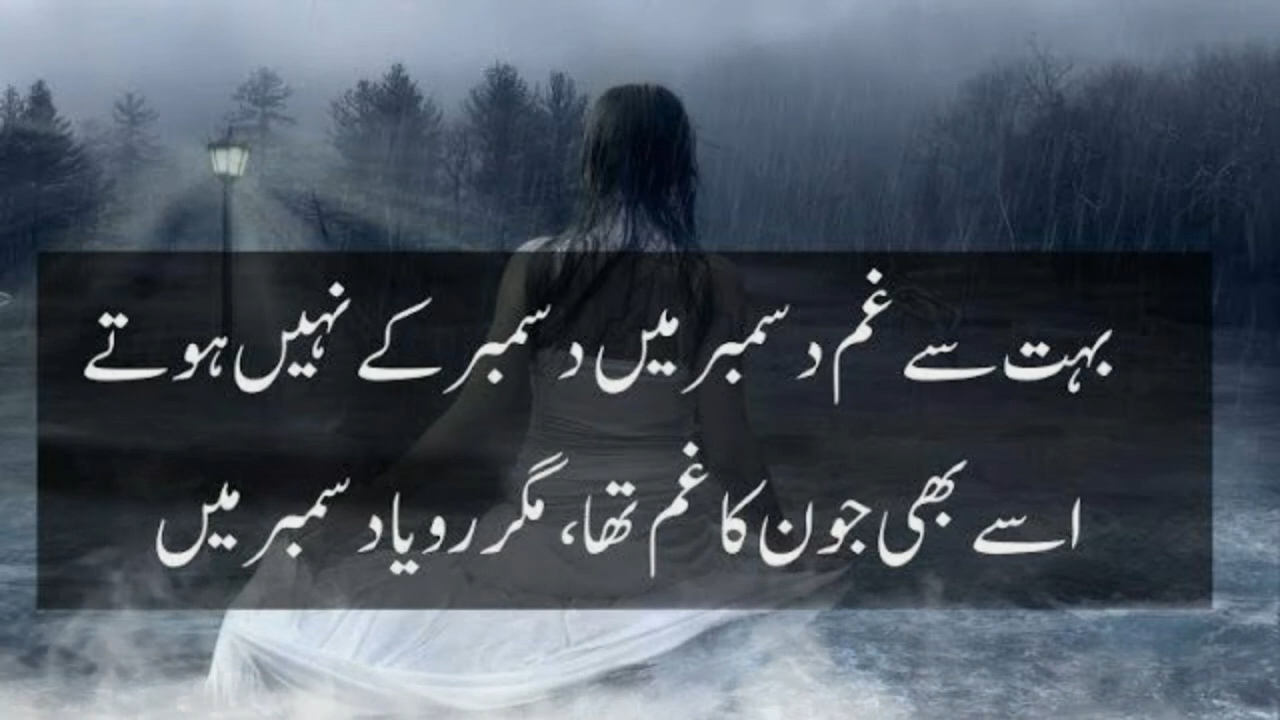 بہت سے غم دسمبر میں دسمبر کے نہیں ہوتے
اسے بھی جون کا غم تھا، مگر رویا دسمبر میں